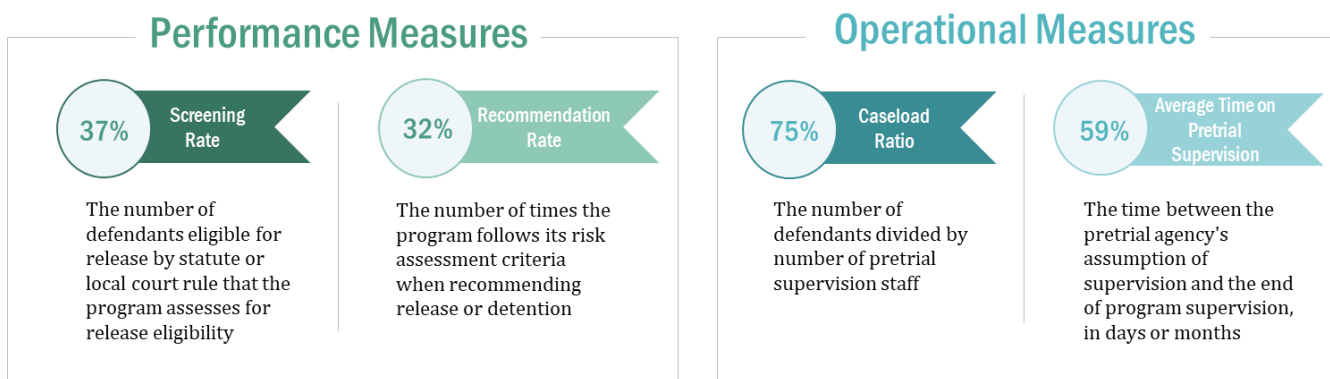 Performance Measures
37%
Screening
Rate
The number of
defendants eligible for
release by statute or
local court rule that the
program assesses for
release eligibility
32%
Recommendation
Rate
The number of times the
program follows its risk
assessment criteria
when recommending
release or detention
Operational Measures
75%
Caseload
Ratio
The number of
defendants divided by
number of pretrial
supervision staff
59%
Average Time on
Pretrial
Supervision
The time between the
pretrial agency's
assumption of
supervision and the end
of program supervision,
in days or months